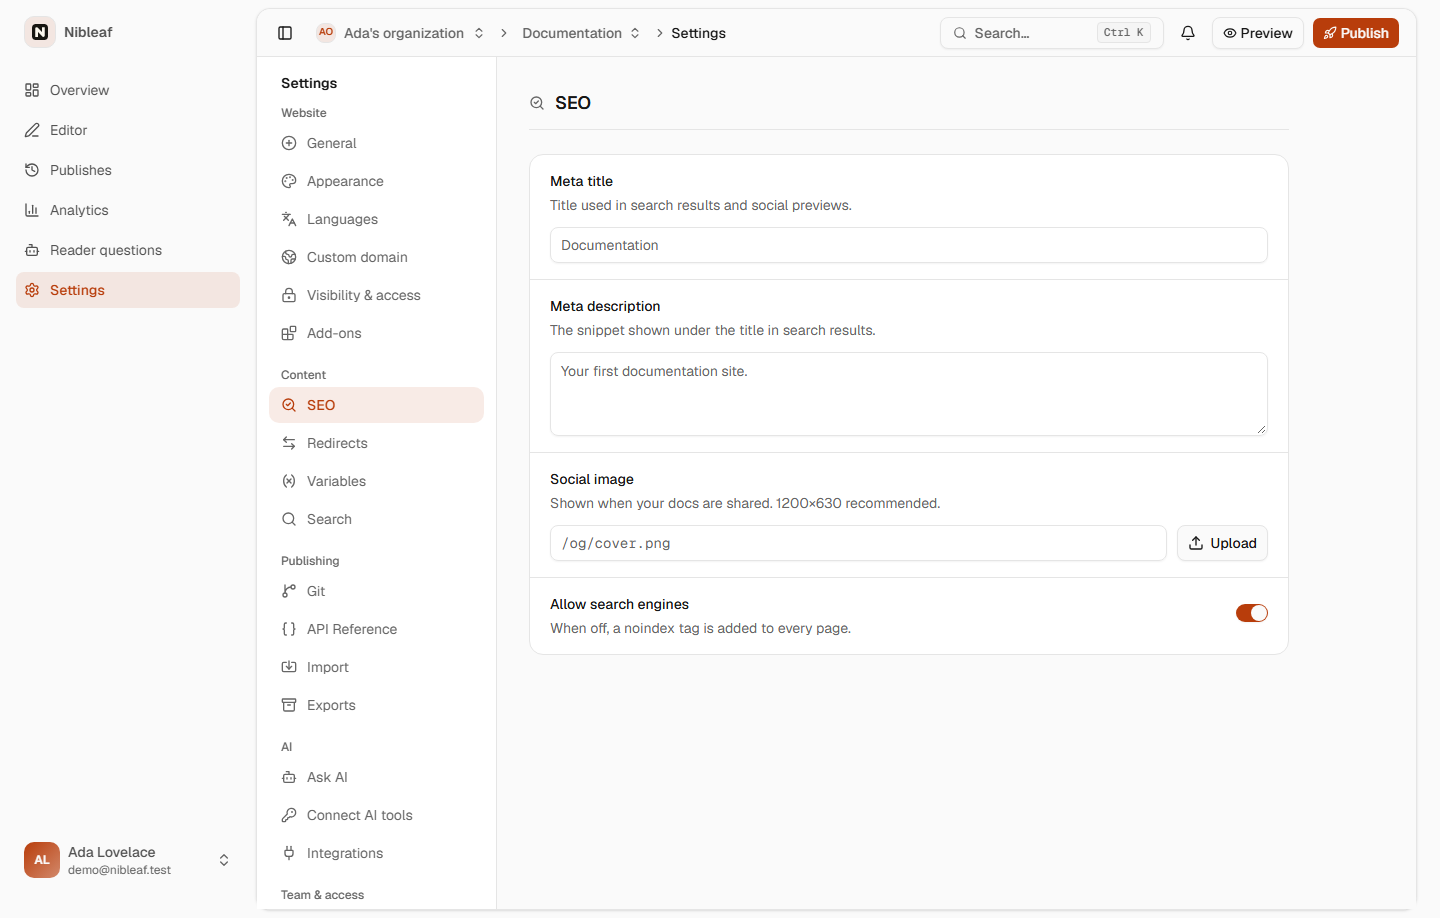 Nibleaf
Overview
Editor
Publishes
Analytics
Reader questions
Settings
AL
Ada Lovelace
demo@nibleaf.test
AO
Ada's organization
Documentation
Settings
Search...
Ctrl K
Preview
Publish
Settings
Website
General
Appearance
Languages
Custom domain
Visibility & access
Add-ons
Content
SEO
Redirects
Variables
Search
Publishing
Git
API Reference
Import
Exports
AI
Ask AI
Connect AI tools
Integrations
Team & access
SEO
Meta title
Title used in search results and social previews.
Documentation
Meta description
The snippet shown under the title in search results.
Your first documentation site.
Social image
Shown when your docs are shared. 1200×630 recommended.
/og/cover.png
Upload
Allow search engines
When off, a noindex tag is added to every page.